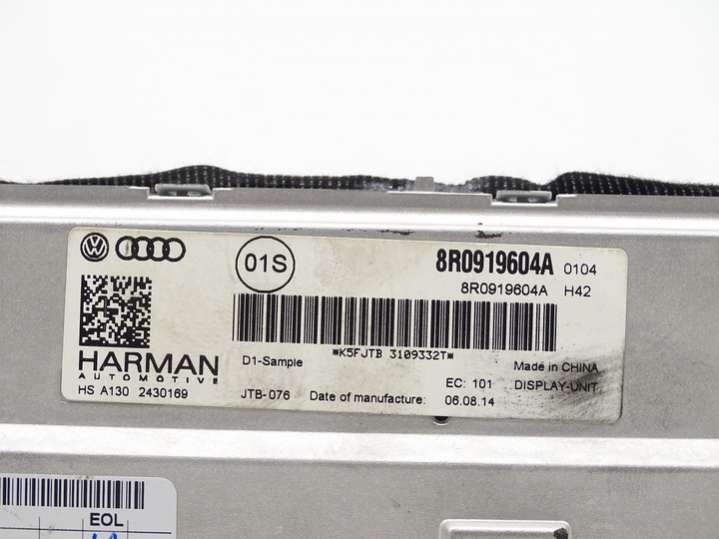 01S
8R0919604A 0104
8R0919604A H42
HARMAN
AUTOMOTIVE
HS A130 2430169
D1-Sample
*K5FJTB 3109332T*
JTB-076 Date of manufacture: 06.08.14
EC: 101
Made in CHINA
DISPLAY-UNIT
EOL